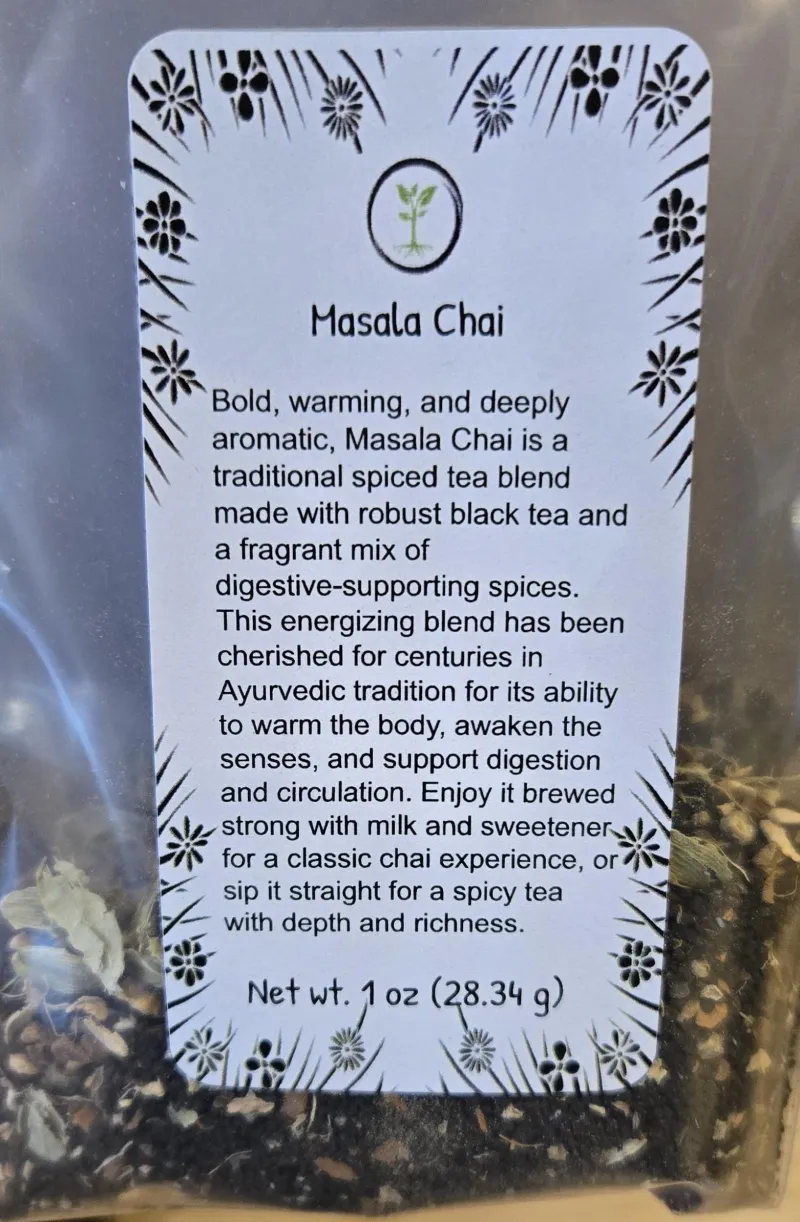 Masala Chai
Bold, warming, and deeply
aromatic, Masala Chai is a
traditional spiced tea blend
made with robust black tea and
a fragrant mix of
digestive-supporting spices.
This energizing blend has been
cherished for centuries in
Ayurvedic tradition for its ability
to warm the body, awaken the
senses, and support digestion
and circulation. Enjoy it brewed
strong with milk and sweetener
for a classic chai experience, or
sip it straight for a spicy tea
with depth and richness.
Net wt. 1 oz (28.34 g)